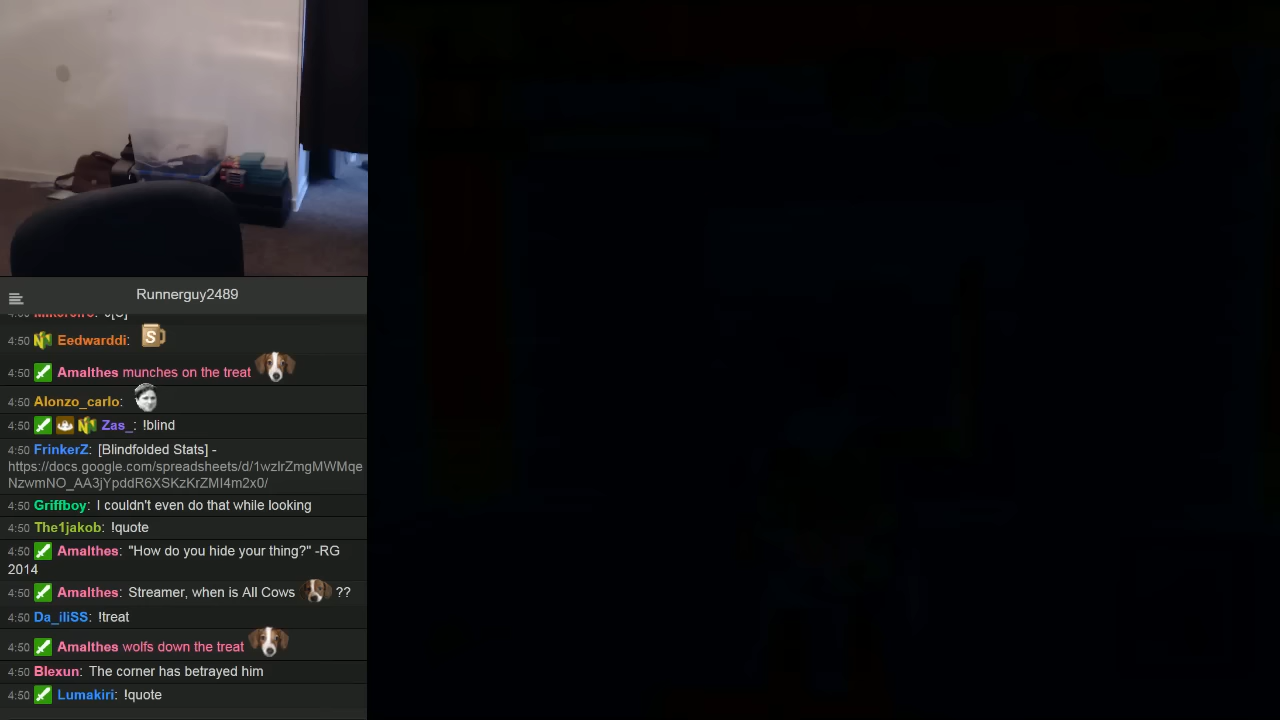 Runnerguy2489
4:50 Eedwarddi:
4:50 Amalthes munches on the treat
4:50 Alonzo_carlo:
4:50 Zas_: !blind
4:50 FrinkerZ: [Blindfolded Stats] -
https://docs.google.com/spreadsheets/d/1wzlrZmgMWMqe
NzwmNO_AA3jYpddR6XSKzKrZMI4m2x0/
4:50 Griffboy: I couldn't even do that while looking
4:50 The1jakob: !quote
4:50 Amalthes: "How do you hide your thing?" -RG
2014
4:50 Amalthes: Streamer, when is All Cows ??
4:50 Da_iliSS: !treat
4:50 Amalthes wolfs down the treat
4:50 Blexun: The corner has betrayed him
4:50 Lumakiri: !quote